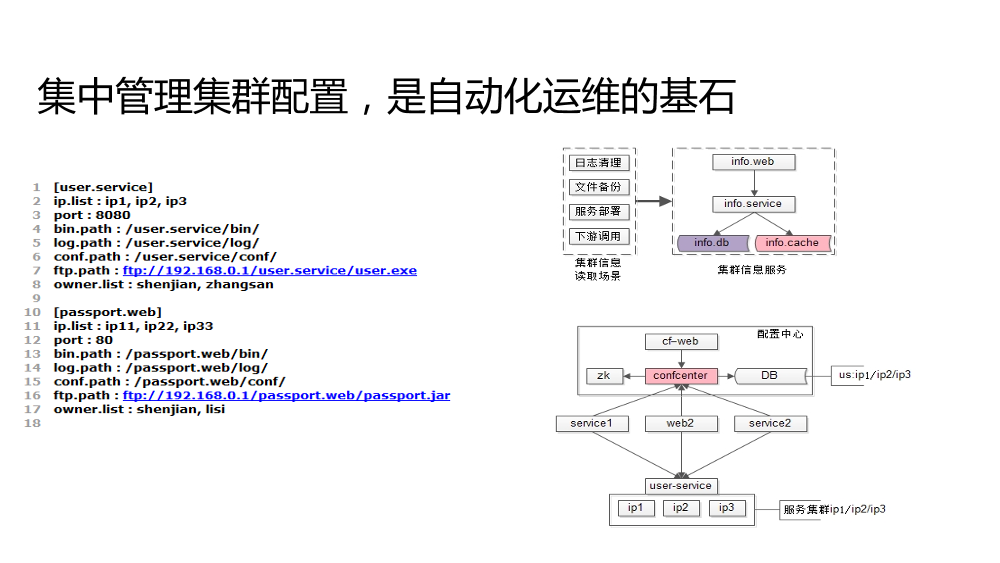 集中管理集群配置，是自动化运维的基石
1 [user.service]
2 ip.list : ip1, ip2, ip3
3 port : 8080
4 bin.path : /user.service/bin/
5 log.path : /user.service/log/
6 conf.path : /user.service/conf/
7 ftp.path : ftp://192.168.0.1/user.service/user.exe
8 owner.list : shenjian, zhangsan
9
10 [passport.web]
11 ip.list : ip11, ip22, ip33
12 port : 80
13 bin.path : /passport.web/bin/
14 log.path : /passport.web/log/
15 conf.path : /passport.web/conf/
16 ftp.path : ftp://192.168.0.1/passport.web/passport.jar
17 owner.list : shenjian, lisi
18
日志清理
文件备份
服务部署
下游调用
集群信息
读取场景
info.web
info.service
info.db
info.cache
集群信息服务
配置中心
cf-web
zk
confcenter
DB
us:ip1/ip2/ip3
service1
web2
service2
user-service
ip1
ip2
ip3
服务集群ip1/ip2/ip3